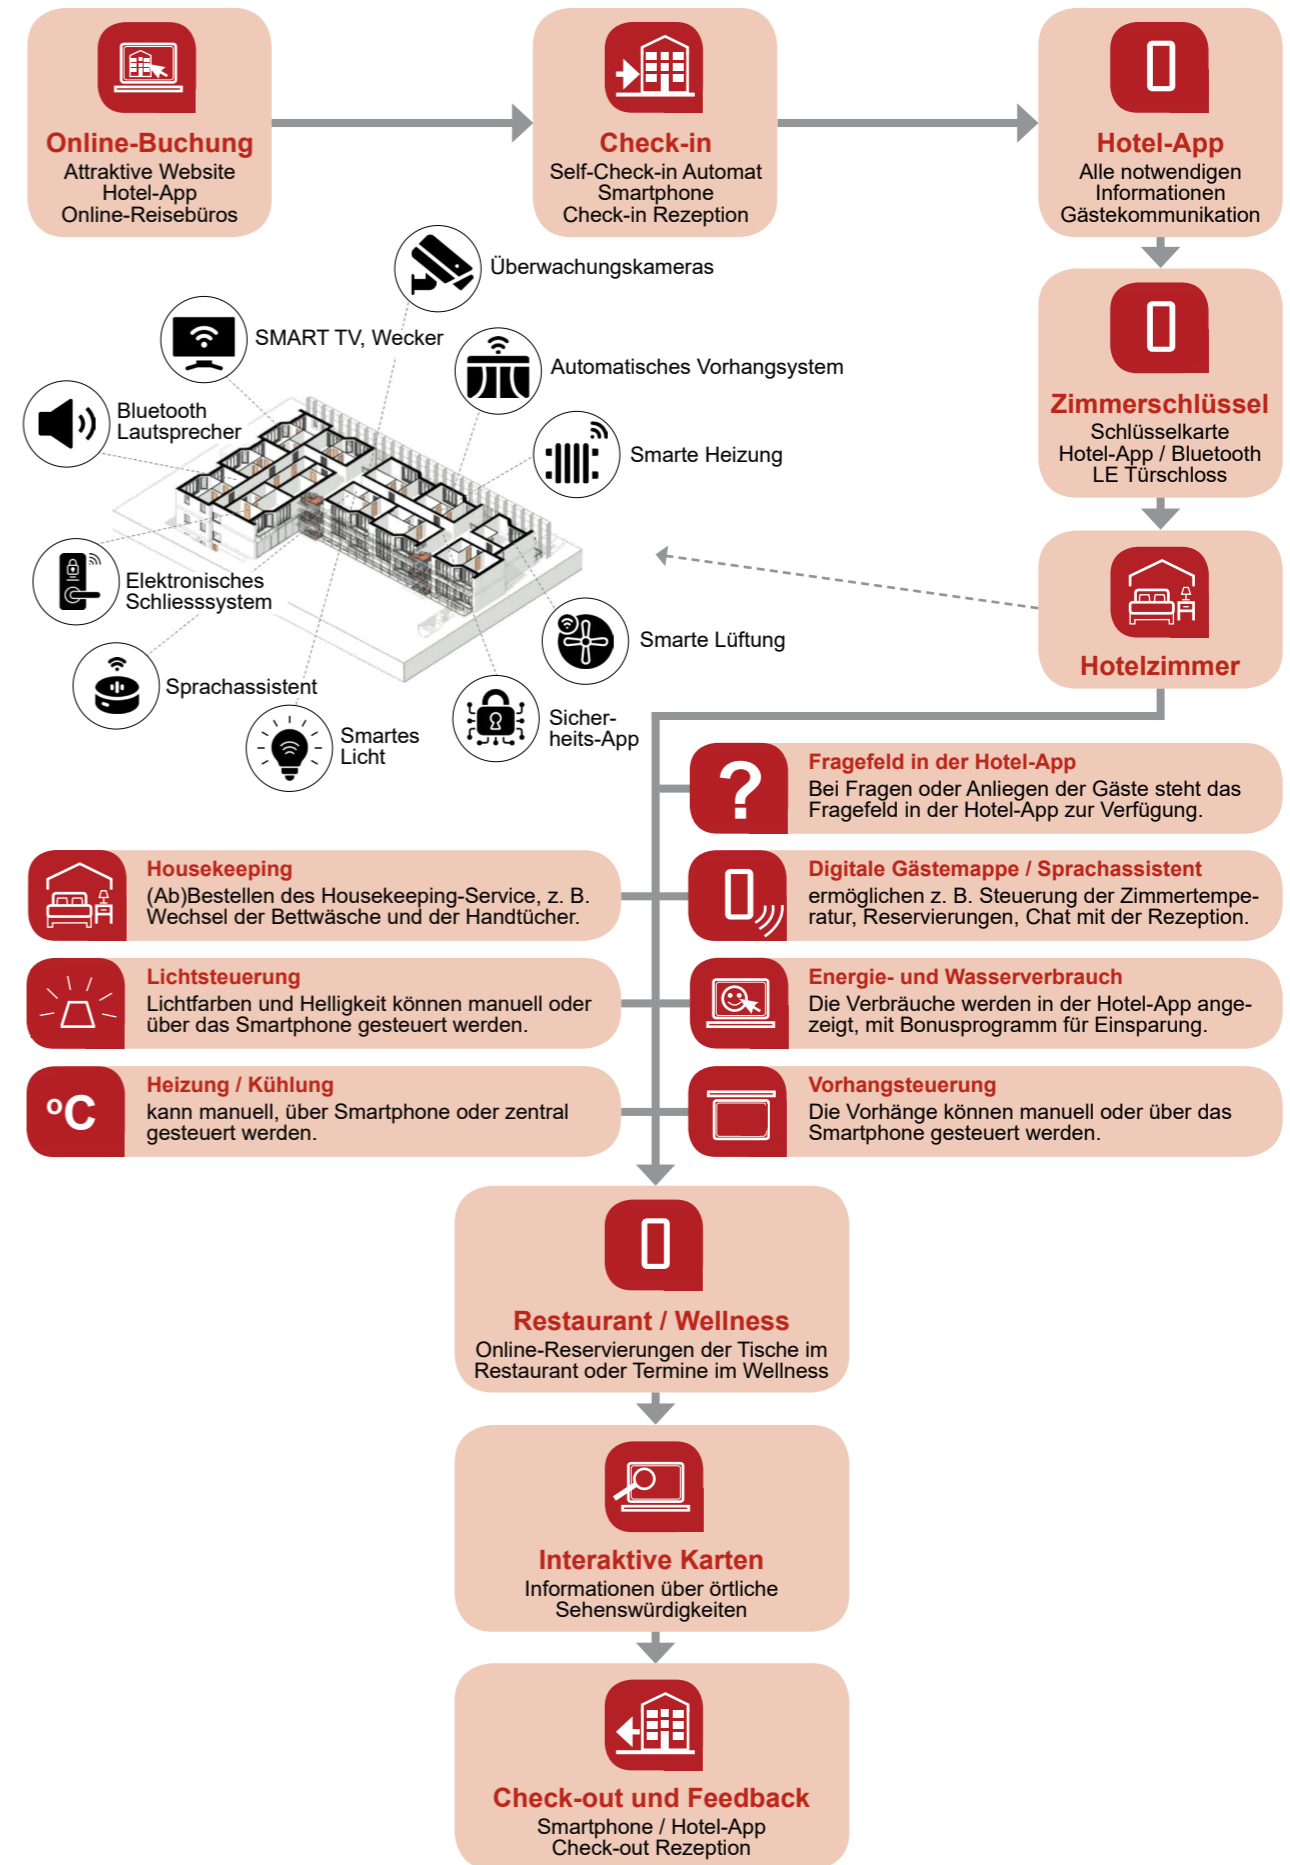 Online-Buchung
Attraktive Website
Hotel-App
Online-Reisebüros
Check-in
Self-Check-in Automat
Smartphone
Check-in Rezeption
Hotel-App
Alle notwendigen
Informationen
Gästekommunikation
Zimmerschlüssel
Schlüsselkarte
Hotel-App / Bluetooth
LE Türschloss
Hotelzimmer
Überwachungskameras
SMART TV, Wecker
Automatisches Vorhangsystem
Bluetooth
Lautsprecher
Smarte Heizung
Elektronisches
Schliesssystem
Smarte Lüftung
Sprachassistent
Smartes
Licht
Sicher-
heits-App
?
Fragefeld in der Hotel-App
Bei Fragen oder Anliegen der Gäste steht das
Fragefeld in der Hotel-App zur Verfügung.
Housekeeping
(Ab)Bestellen des Housekeeping-Service, z. B.
Wechsel der Bettwäsche und der Handtücher.
Digitale Gästemappe / Sprachassistent
ermöglichen z. B. Steuerung der Zimmertempe-
ratur, Reservierungen, Chat mit der Rezeption.
Lichtsteuerung
Lichtfarben und Helligkeit können manuell oder
über das Smartphone gesteuert werden.
Energie- und Wasserverbrauch
Die Verbräuche werden in der Hotel-App ange-
zeigt, mit Bonusprogramm für Einsparung.
ºC
Heizung / Kühlung
kann manuell, über Smartphone oder zentral
gesteuert werden.
Vorhangsteuerung
Die Vorhänge können manuell oder über das
Smartphone gesteuert werden.
Restaurant / Wellness
Online-Reservierungen der Tische im
Restaurant oder Termine im Wellness
Interaktive Karten
Informationen über örtliche
Sehenswürdigkeiten
Check-out und Feedback
Smartphone / Hotel-App
Check-out Rezeption